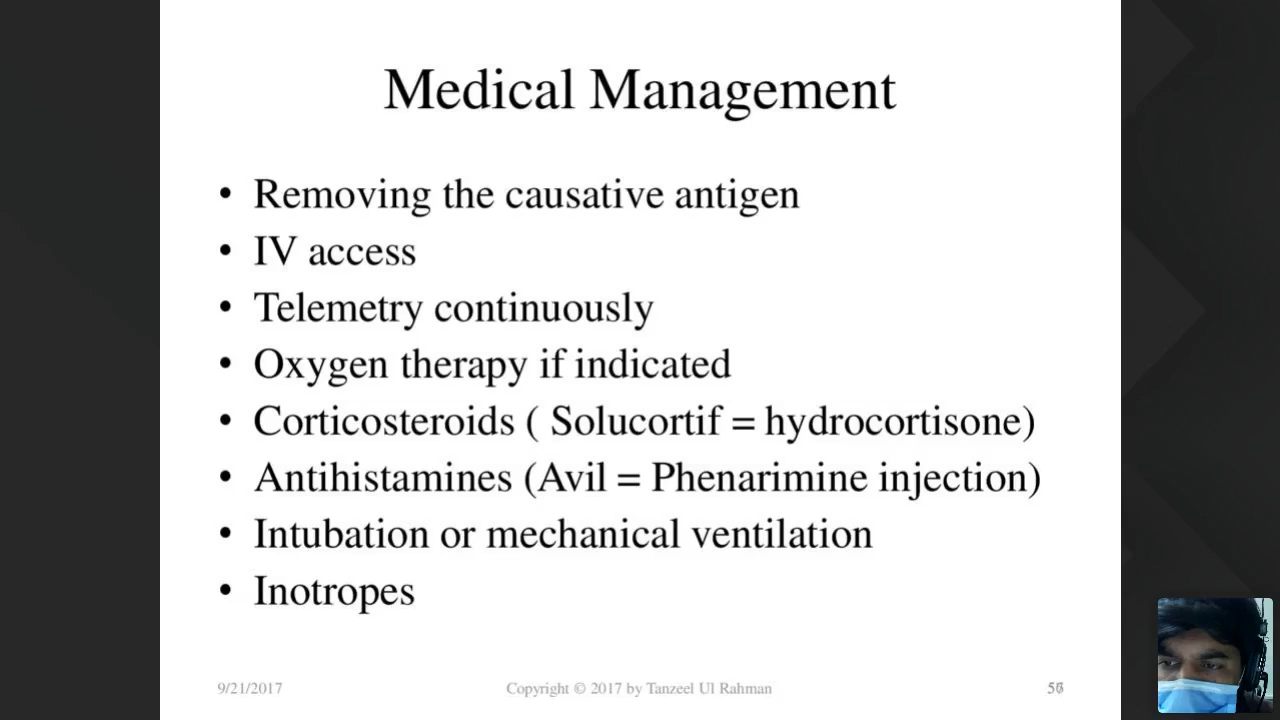 Medical Management
• Removing the causative antigen
• IV access
• Telemetry continuously
• Oxygen therapy if indicated
• Corticosteroids ( Solucortif = hydrocortisone)
• Antihistamines (Avil = Phenarimine injection)
• Intubation or mechanical ventilation
• Inotropes
9/21/2017
Copyright © 2017 by Tanzeel Ul Rahman